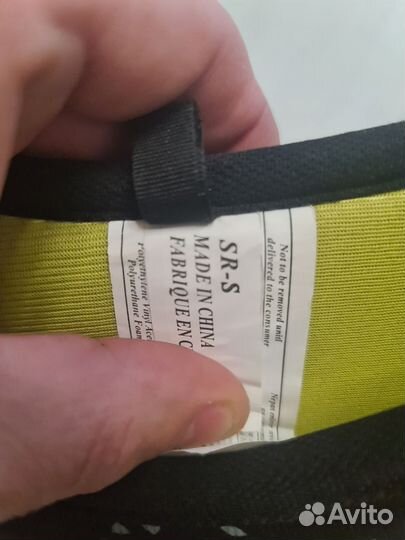 Not to be removed until
delivered to the consumer
SR-S
MADE IN CHINA
FABRIQUE EN
Polyethylene Vinyl
Polyurethane Foam
Avito